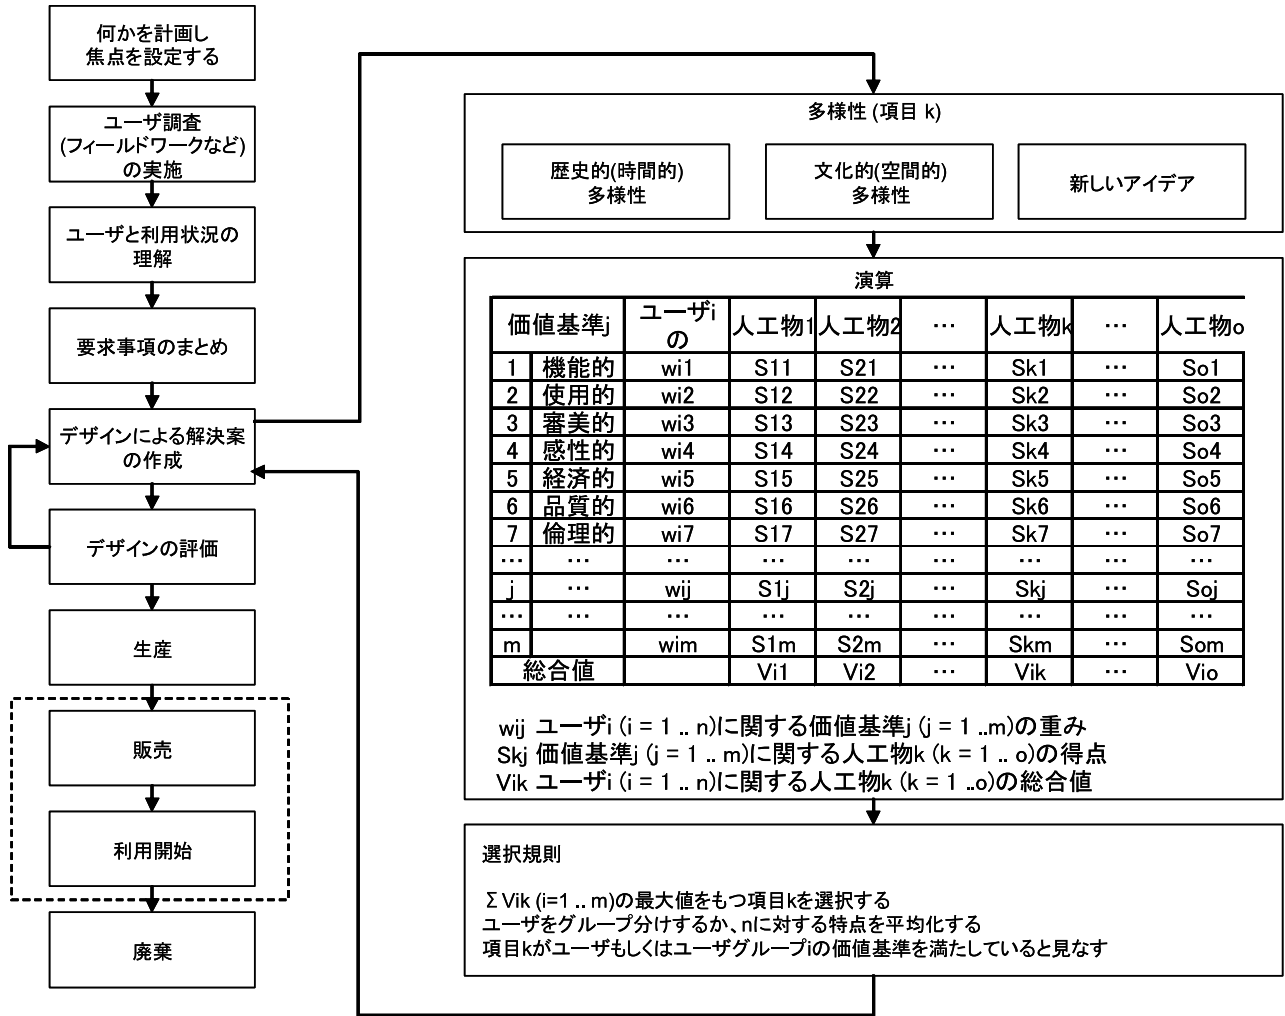 何かを計画し
焦点を設定する
ユーザ調査
(フィールドワークなど)
の実施
ユーザと利用状況の
理解
要求事項のまとめ
デザインによる解決案
の作成
デザインの評価
生産
販売
利用開始
廃棄
多様性 (項目 k)
歴史的(時間的)
多様性
文化的(空間的)
多様性
新しいアイデア
演算
価値基準j ユーザiの 人工物1 人工物2 … 人工物k … 人工物o
1 機能的 wi1 S11 S21 … Sk1 … So1
2 使用的 wi2 S12 S22 … Sk2 … So2
3 審美的 wi3 S13 S23 … Sk3 … So3
4 感性的 wi4 S14 S24 … Sk4 … So4
5 経済的 wi5 S15 S25 … Sk5 … So5
6 品質的 wi6 S16 S26 … Sk6 … So6
7 倫理的 wi7 S17 S27 … Sk7 … So7
… … … … … … … … …
j … wij S1j S2j … Skj … Soj
… … … … … … … … …
m wim S1m S2m … Skm … Som
総合値 Vi1 Vi2 … Vik … Vio
wij ユーザi (i = 1 .. n)に関する価値基準j (j = 1 ..m)の重み
Skj 価値基準j (j = 1 .. m)に関する人工物k (k = 1 .. o)の得点
Vik ユーザi (i = 1 .. n)に関する人工物k (k = 1 ..o)の総合値
選択規則
ΣVik (i=1 .. m)の最大値をもつ項目kを選択する
ユーザをグループ分けするか、nに対する特点を平均化する
項目kがユーザもしくはユーザグループiの価値基準を満たしていると見なす